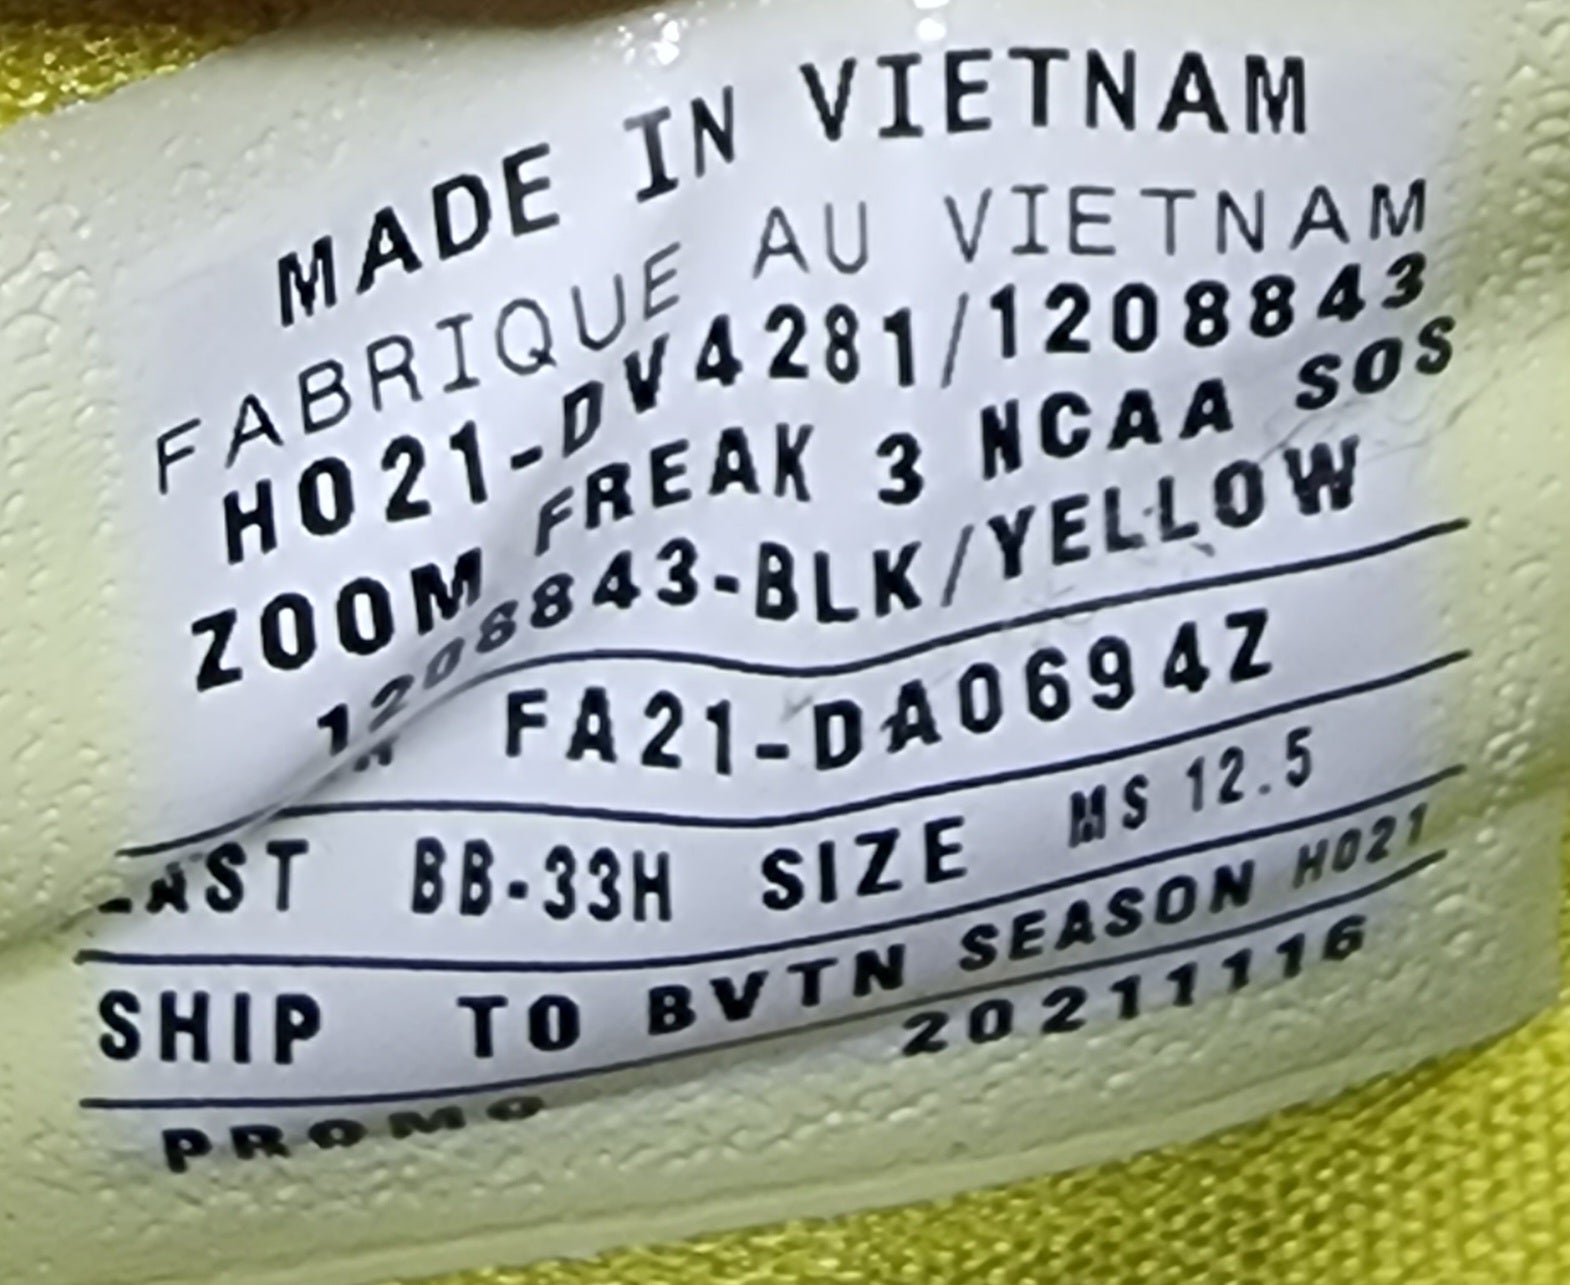 MADE IN VIETNAM
FABRIQUE AU VIETNAM
HO21-DV4281/1208843
ZOOM FREAK 3 NCAA SOS
1208843-BLK/YELLOW
FA21-DA0694Z
LAST BB-33H SIZE MS 12.5
SHIP TO BVTN SEASON HO21
PROMO 20211116